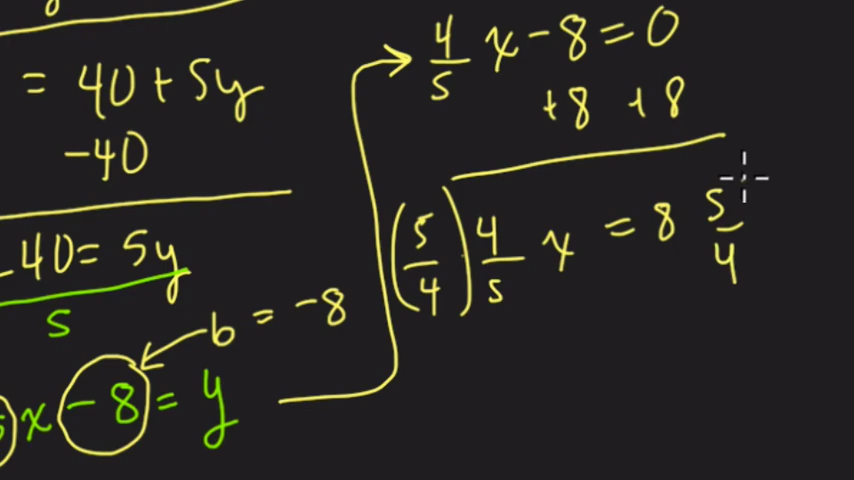 = 40 + 5y
-40
-40 = 5y
5
b = -8
x - 8 = y
4/5 x - 8 = 0
+8 +8
(5/4) 4/5 x = 8 5/4